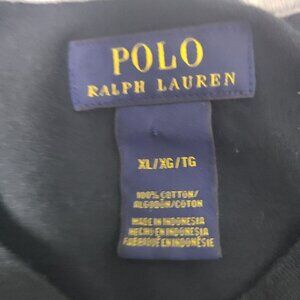 POLO
RALPH LAUREN
XL/XG/TG
100% COTTON/
ALGODÓN/COTON
MADE IN INDONESIA
HECHO EN INDONESIA
FABRIQUÉ EN INDONÉSIE